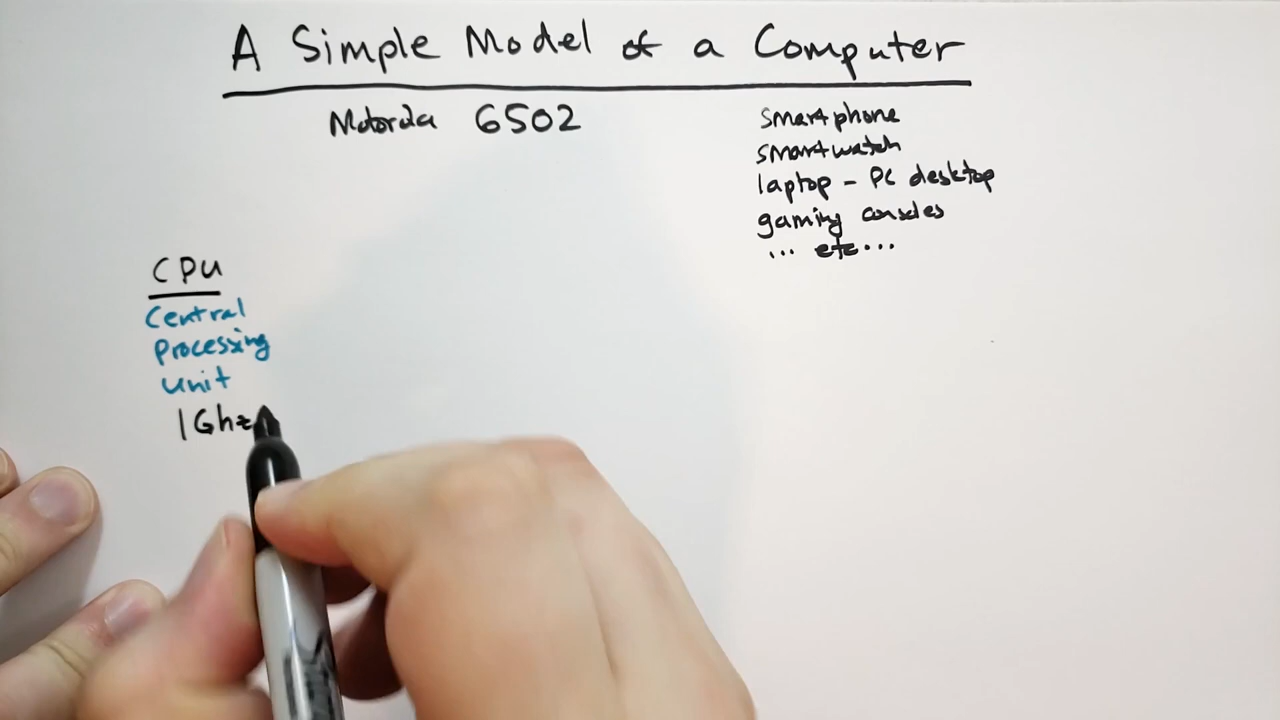 A Simple Model of a Computer
Motorola 6502
smartphone
smartwatch
laptop - PC desktop
gaming consoles
... etc...
CPU
Central
Processing
Unit
1Ghz